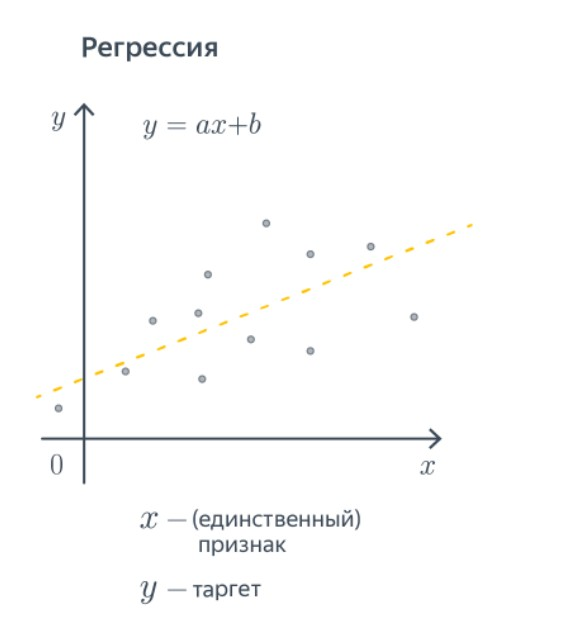 Регрессия
y
y = ax+b
0
x
x — (единственный)
признак
y — таргет